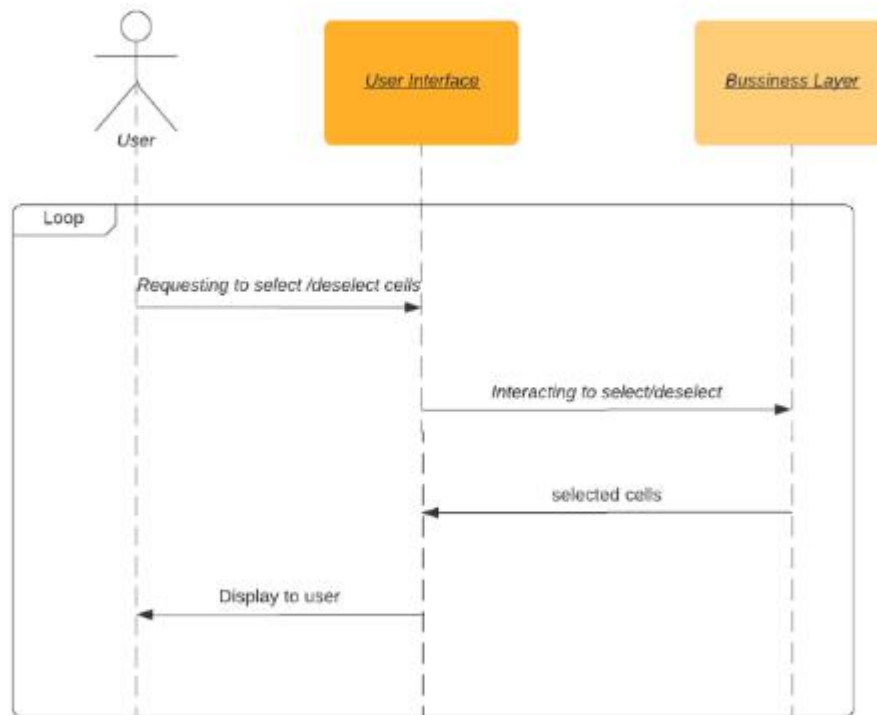 User
User Interface
Bussiness Layer
Loop
Requesting to select /deselect cells
Interacting to select/deselect
selected cells
Display to user